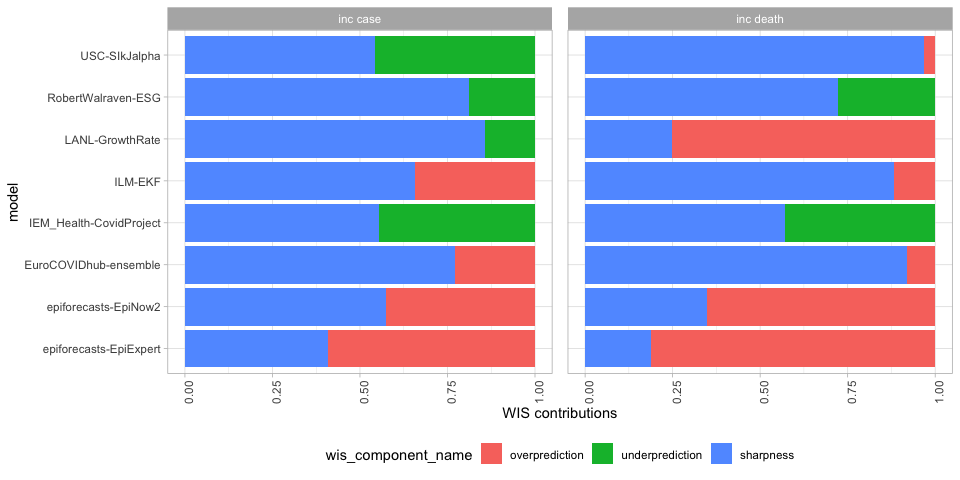 inc case
inc death
model
USC-SIkJalpha
RobertWalraven-ESG
LANL-GrowthRate
ILM-EKF
IEM_Health-CovidProject
EuroCOVIDhub-ensemble
epiforecasts-EpiNow2
epiforecasts-EpiExpert
0.00 0.25 0.50 0.75 1.00
0.00 0.25 0.50 0.75 1.00
WIS contributions
wis_component_name overprediction underprediction sharpness